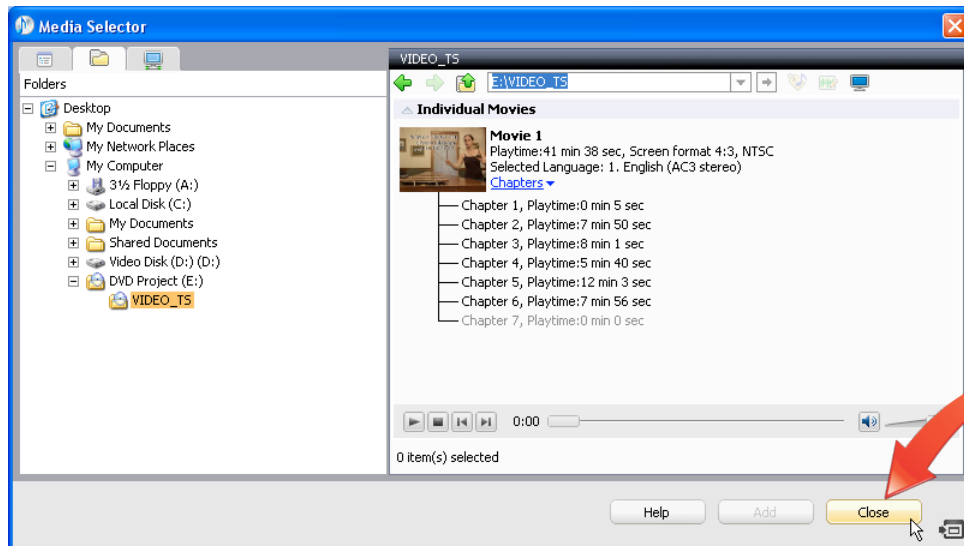 Media Selector
Folders
Desktop
My Documents
My Network Places
My Computer
3½ Floppy (A:)
Local Disk (C:)
My Documents
Shared Documents
Video Disk (D:) (D:)
DVD Project (E:)
VIDEO_TS
VIDEO_TS
E:\VIDEO_TS
Individual Movies
Movie 1
Playtime:41 min 38 sec, Screen format 4:3, NTSC
Selected Language: 1. English (AC3 stereo)
Chapters
Chapter 1, Playtime:0 min 5 sec
Chapter 2, Playtime:7 min 50 sec
Chapter 3, Playtime:8 min 1 sec
Chapter 4, Playtime:5 min 40 sec
Chapter 5, Playtime:12 min 3 sec
Chapter 6, Playtime:7 min 56 sec
Chapter 7, Playtime:0 min 0 sec
0:00
0 item(s) selected
Help Add Close